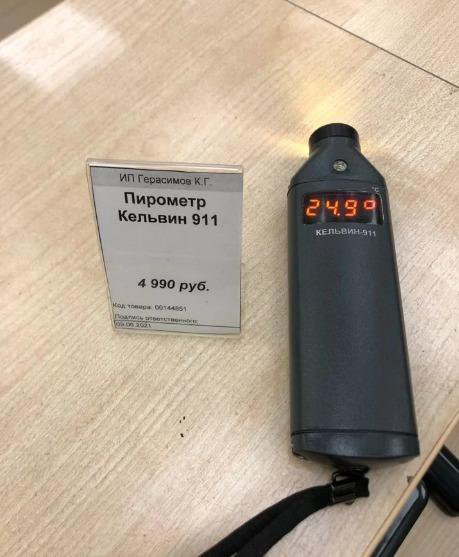 ИП Герасимов К.Г.
Пирометр
Кельвин 911
4 990 руб.
Код товара: 00144851
Подпись ответственного:
09.06.2021
°C
24.9°
КЕЛЬВИН-911